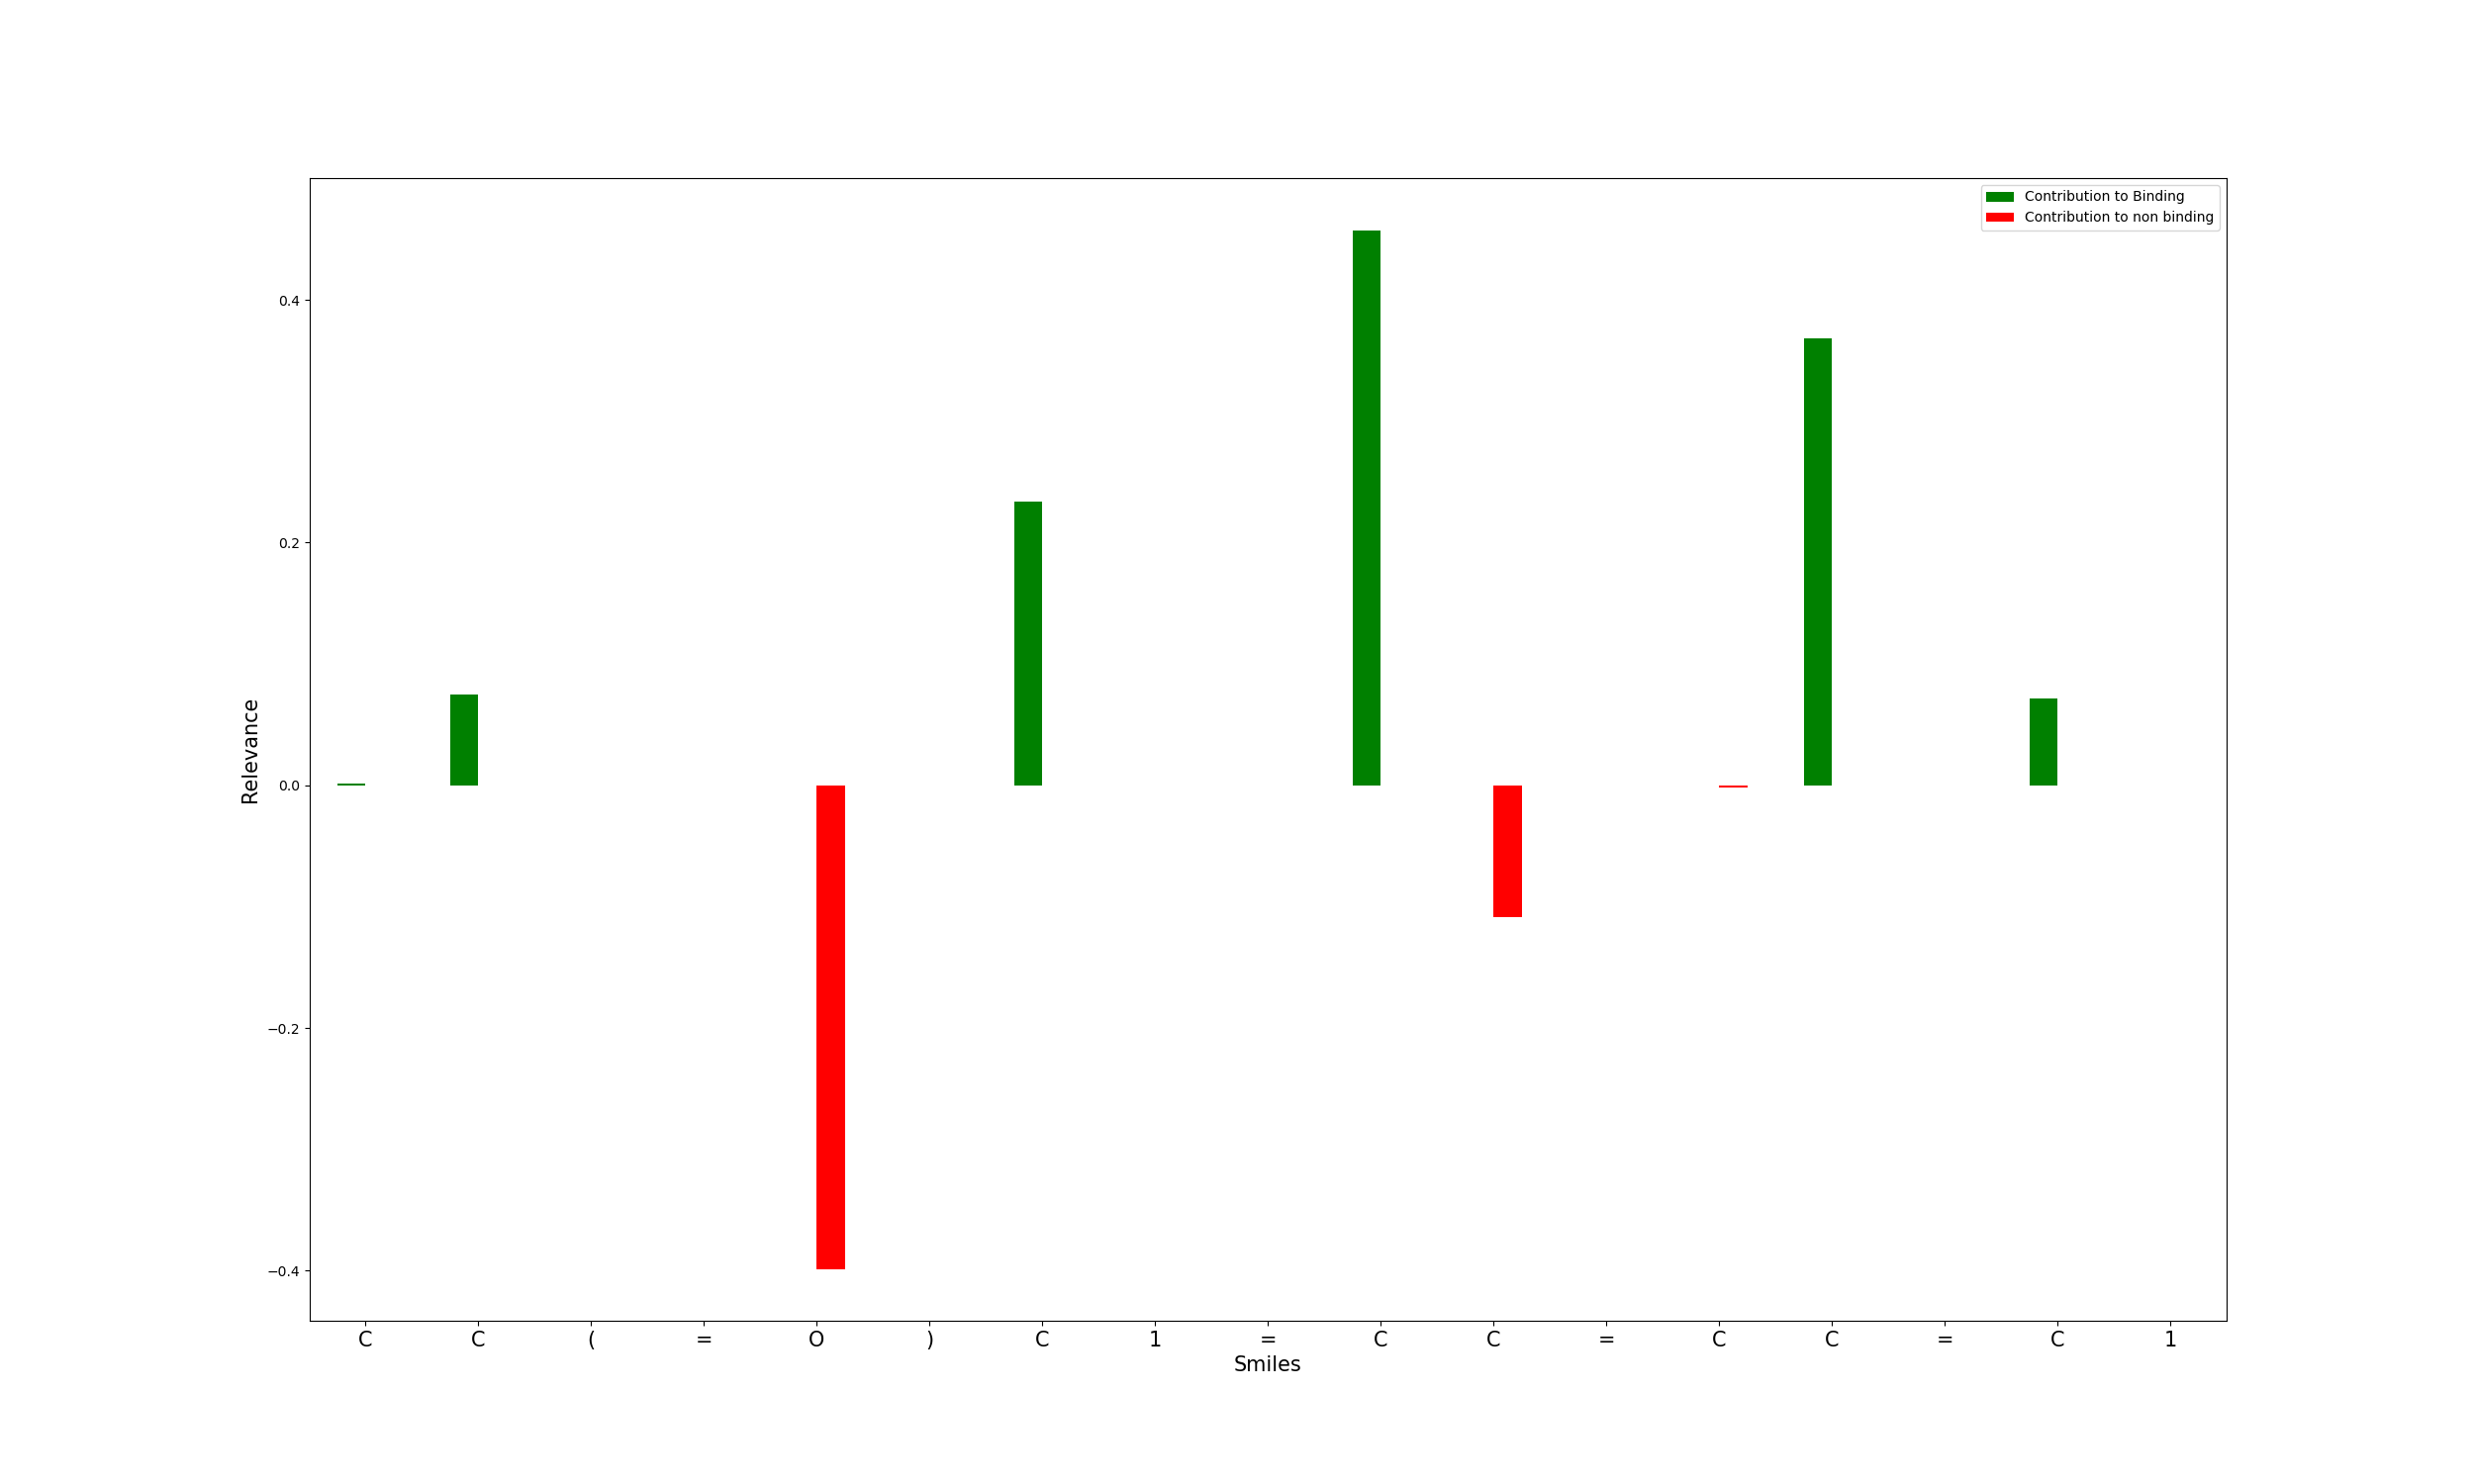 Contribution to Binding
Contribution to non binding
0.4
0.2
0.0
−0.2
−0.4
Relevance
C C ( = O ) C 1 = C C = C C = C 1
Smiles